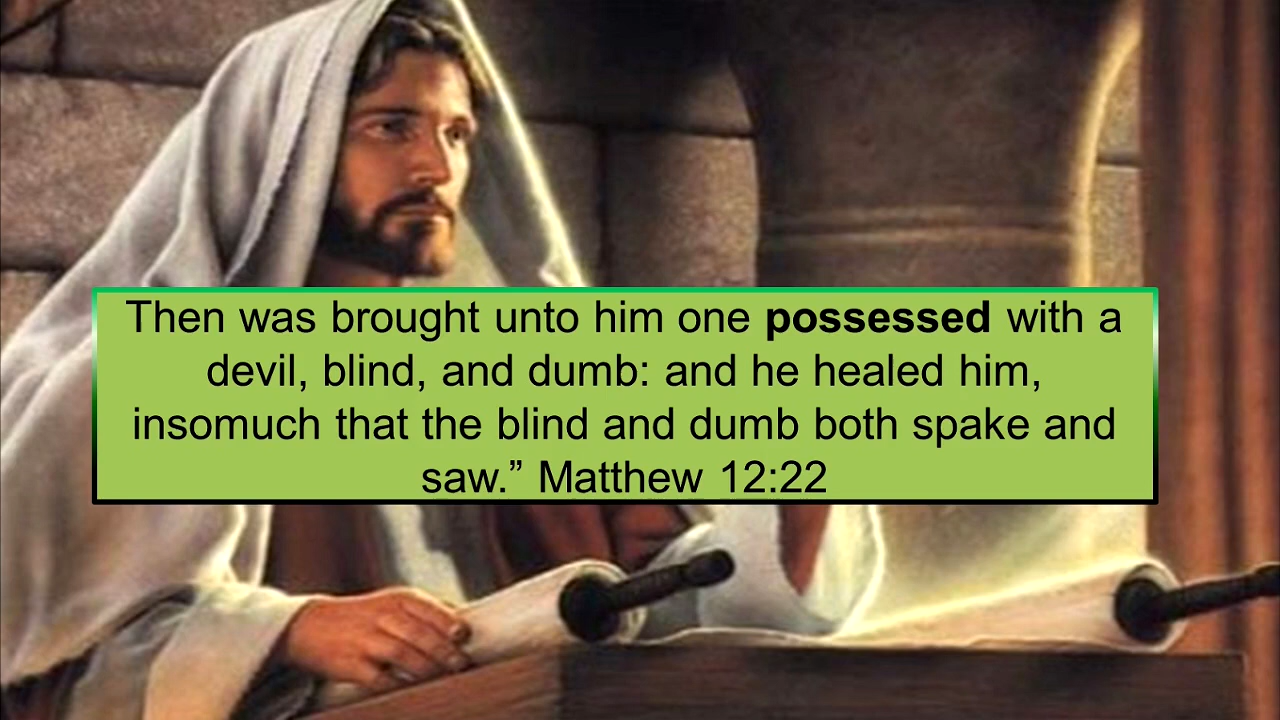 Then was brought unto him one possessed with a
devil, blind, and dumb: and he healed him,
insomuch that the blind and dumb both spake and
saw.” Matthew 12:22